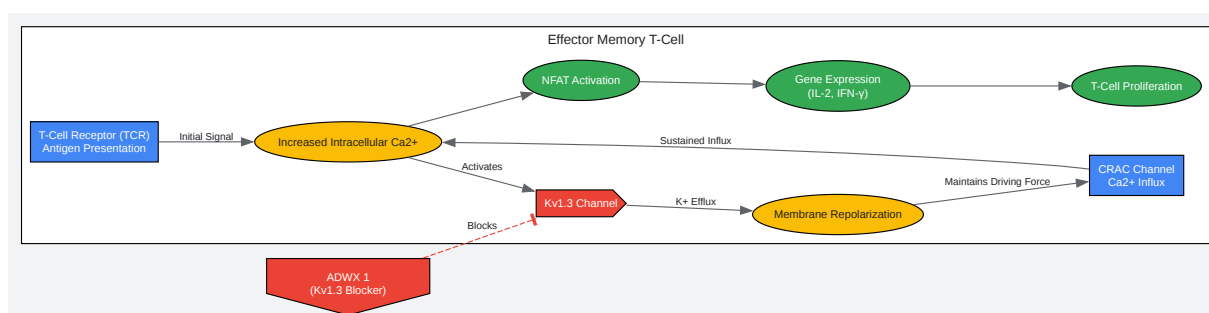 Effector Memory T-Cell
NFAT Activation
Gene Expression
(IL-2, IFN-γ)
T-Cell Proliferation
T-Cell Receptor (TCR)
Antigen Presentation
Initial Signal
Increased Intracellular Ca2+
Sustained Influx
Activates
CRAC Channel
Ca2+ Influx
Maintains Driving Force
Kv1.3 Channel
K+ Efflux
Membrane Repolarization
Blocks
ADWX 1
(Kv1.3 Blocker)